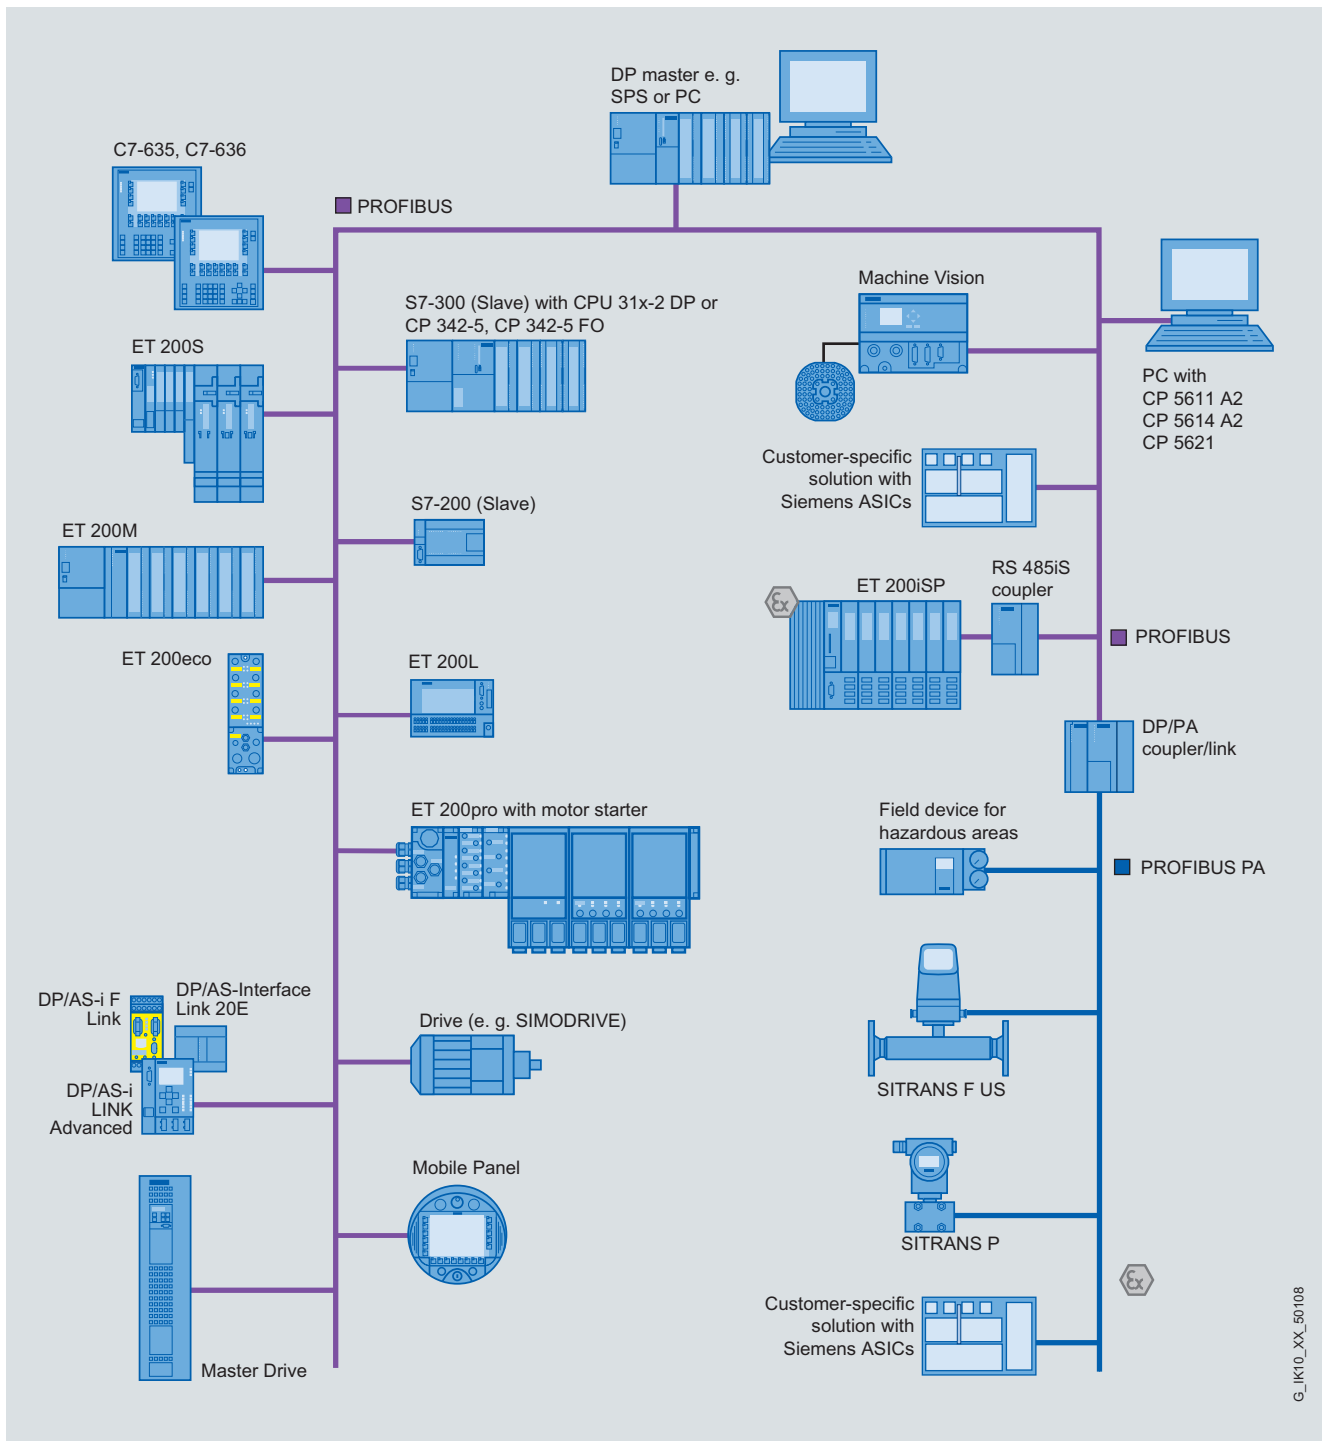 DP master e. g.
SPS or PC
C7-635, C7-636
PROFIBUS
Machine Vision
S7-300 (Slave) with CPU 31x-2 DP or
CP 342-5, CP 342-5 FO
ET 200S
PC with
CP 5611 A2
CP 5614 A2
CP 5621
Customer-specific
solution with
Siemens ASICs
S7-200 (Slave)
ET 200M
RS 485iS
coupler
ET 200iSP
Ex
PROFIBUS
ET 200eco
ET 200L
DP/PA
coupler/link
ET 200pro with motor starter
Field device for
hazardous areas
PROFIBUS PA
DP/AS-i F
Link
DP/AS-Interface
Link 20E
Drive (e. g. SIMODRIVE)
DP/AS-i
LINK
Advanced
SITRANS F US
Mobile Panel
SITRANS P
Ex
Customer-specific
solution with
Siemens ASICs
Master Drive
G_IK10_XX_50108